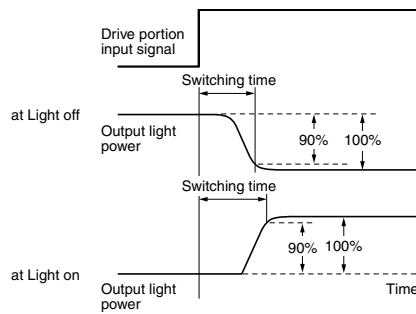 Drive portion
input signal
Switching time
at Light off
Output light
power
90%
100%
Switching time
at Light on
90%
100%
Output light
power
Time